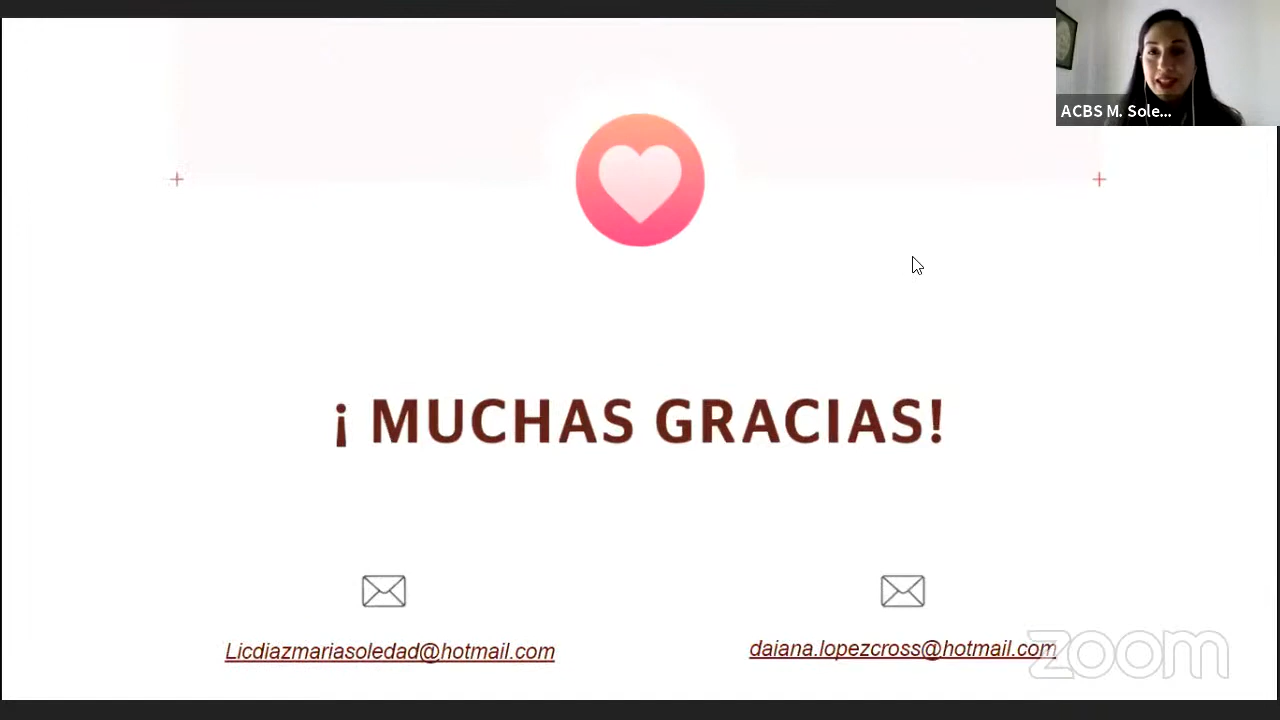 ACBS M. Sole...
¡ MUCHAS GRACIAS!
Licdiazmariasoledad@hotmail.com
daiana.lopezcross@hotmail.com
zoom